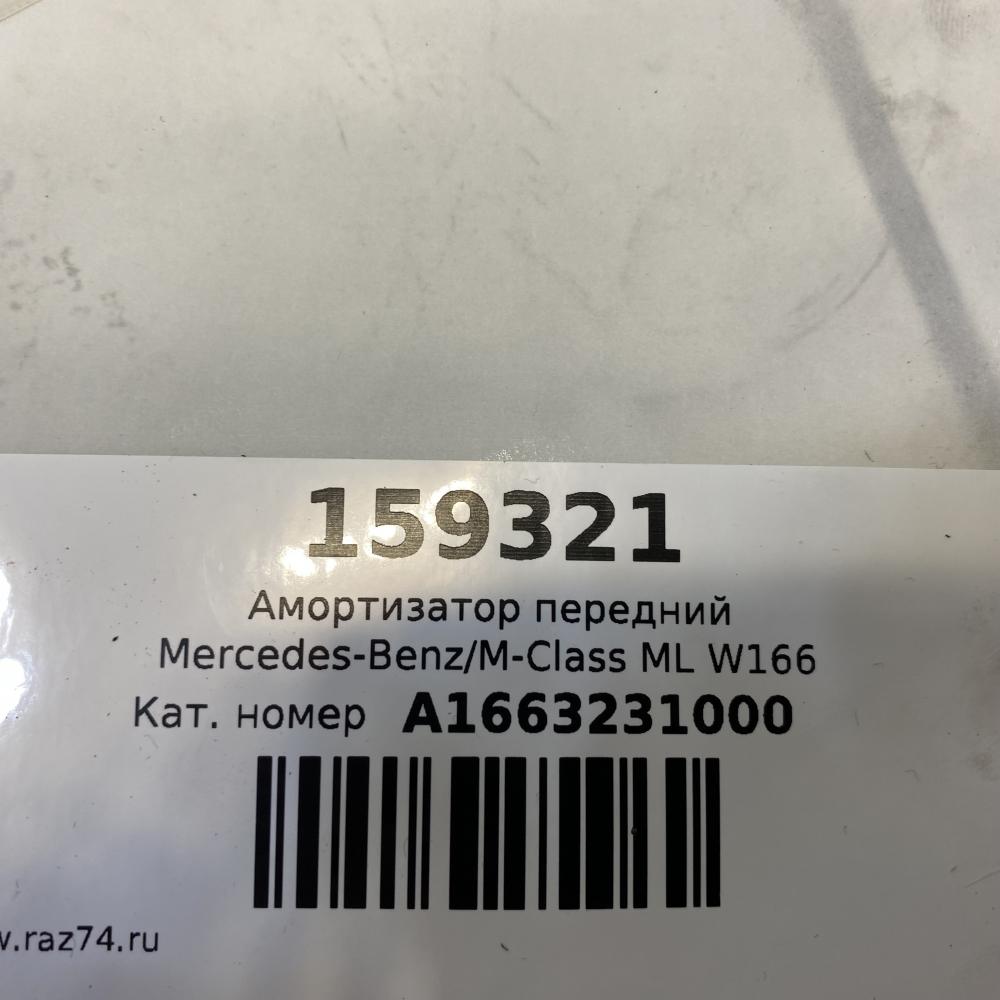 159321
Амортизатор передний
Mercedes-Benz/M-Class ML W166
Кат. номер A1663231000
w.raz74.ru